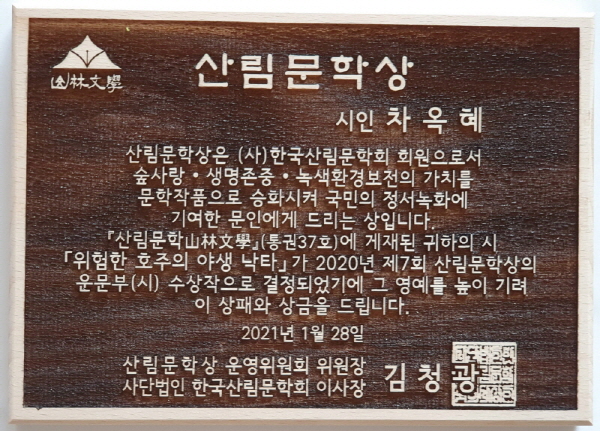 山林文學
산림문학상
시인 차옥혜
산림문학상은 (사)한국산림문학회 회원으로서
숲사랑・생명존중・녹색환경보전의 가치를
문학작품으로 승화시켜 국민의 정서녹화에
기여한 문인에게 드리는 상입니다.
『산림문학山林文學』(통권37호)에 게재된 귀하의 시
「위험한 호주의 야생 낙타」가 2020년 제7회 산림문학상의
운문부(시) 수상작으로 결정되었기에 그 영예를 높이 기려
이 상패와 상금을 드립니다.
2021년 1월 28일
산림문학상 운영위원회 위원장
사단법인 한국산림문학회 이사장 김청광